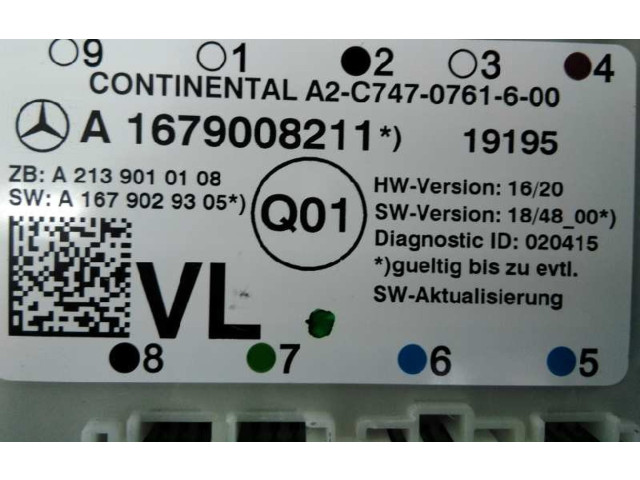 9 1 2 3 4
CONTINENTAL A2-C747-0761-6-00
A 1679008211*) 19195
ZB: A 213 901 01 08
SW: A 167 902 93 05*)
Q01
HW-Version: 16/20
SW-Version: 18/48_00*)
Diagnostic ID: 020415
*)gueltig bis zu evtl.
SW-Aktualisierung
VL
8 7 6 5